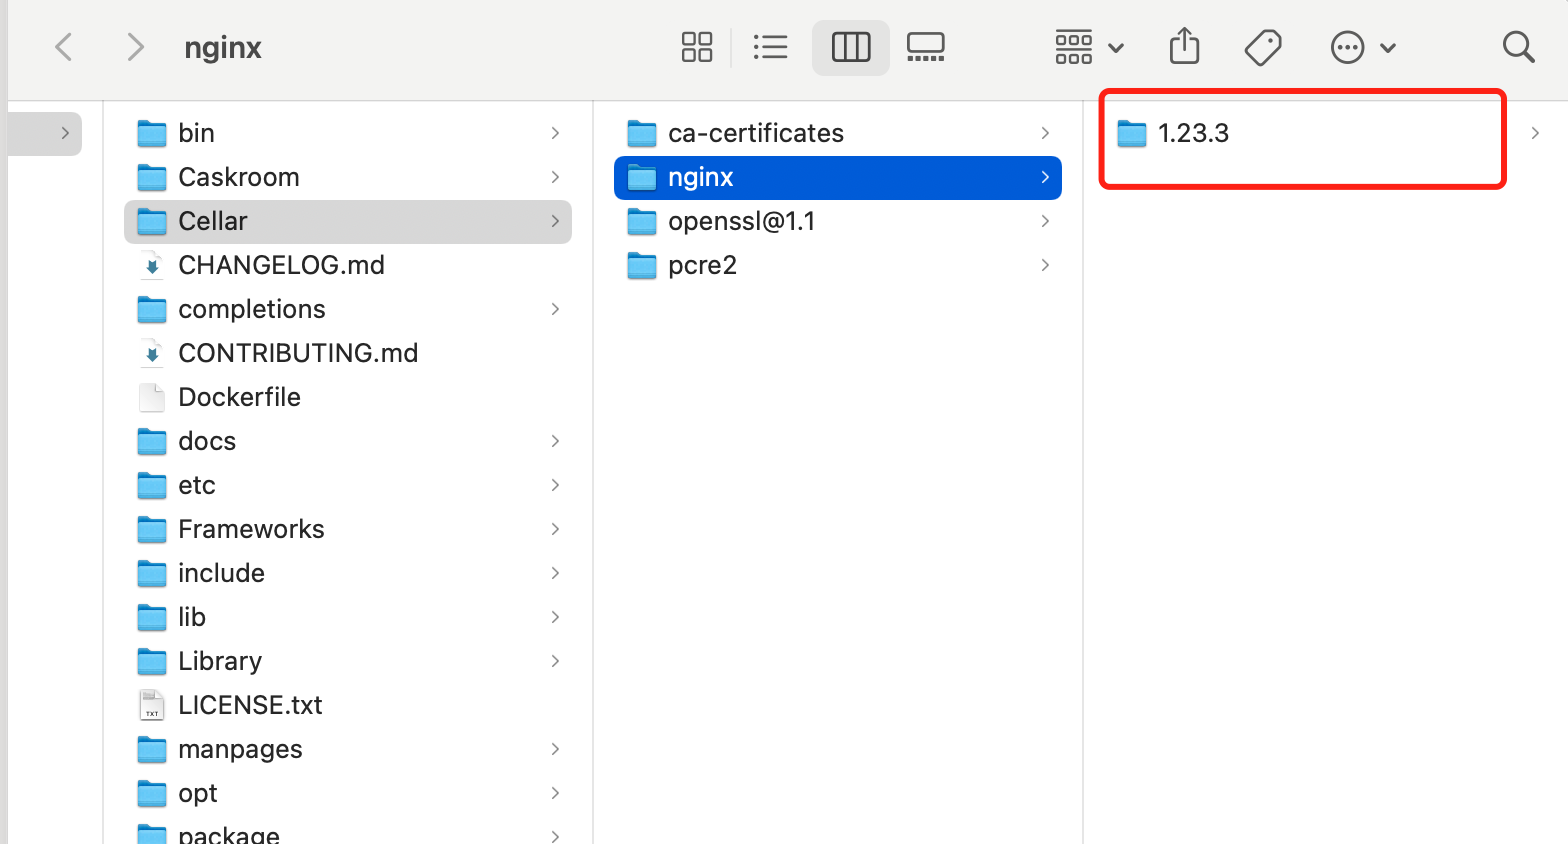 nginx
bin
Caskroom
Cellar
CHANGELOG.md
completions
CONTRIBUTING.md
Dockerfile
docs
etc
Frameworks
include
lib
Library
TXT
LICENSE.txt
manpages
opt
package
ca-certificates
nginx
openssl@1.1
pcre2
1.23.3